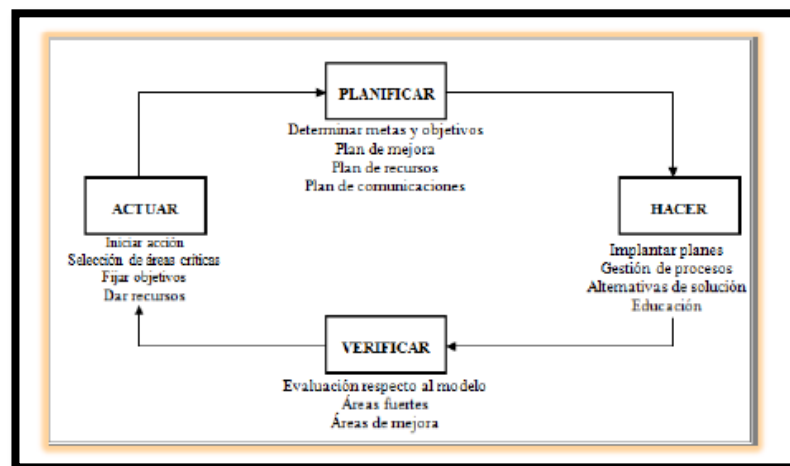 PLANIFICAR
Determinar metas y objetivos
Plan de mejora
Plan de recursos
Plan de comunicaciones
HACER
Implantar planes
Gestión de procesos
Alternativas de solución
Educación
VERIFICAR
Evaluación respecto al modelo
Áreas fuertes
Áreas de mejora
ACTUAR
Iniciar acción
Selección de áreas críticas
Fijar objetivos
Dar recursos